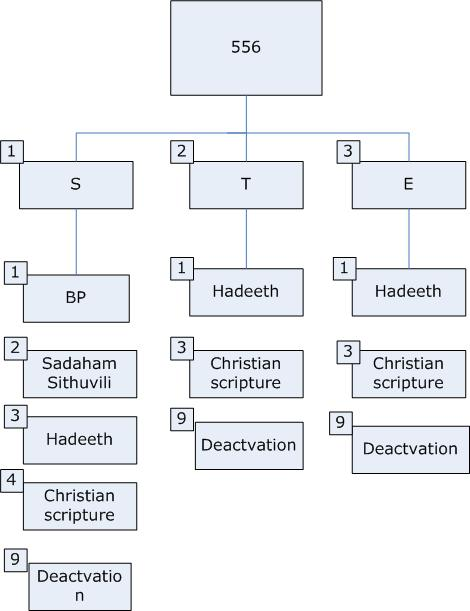 556
1
2
3
S
T
E
1
1
1
BP
Hadeeth
Hadeeth
2
3
3
Sadaham
Sithuvili
Christian
scripture
Christian
scripture
3
9
9
Hadeeth
Deactvation
Deactvation
4
Christian
scripture
9
Deactvatio
n